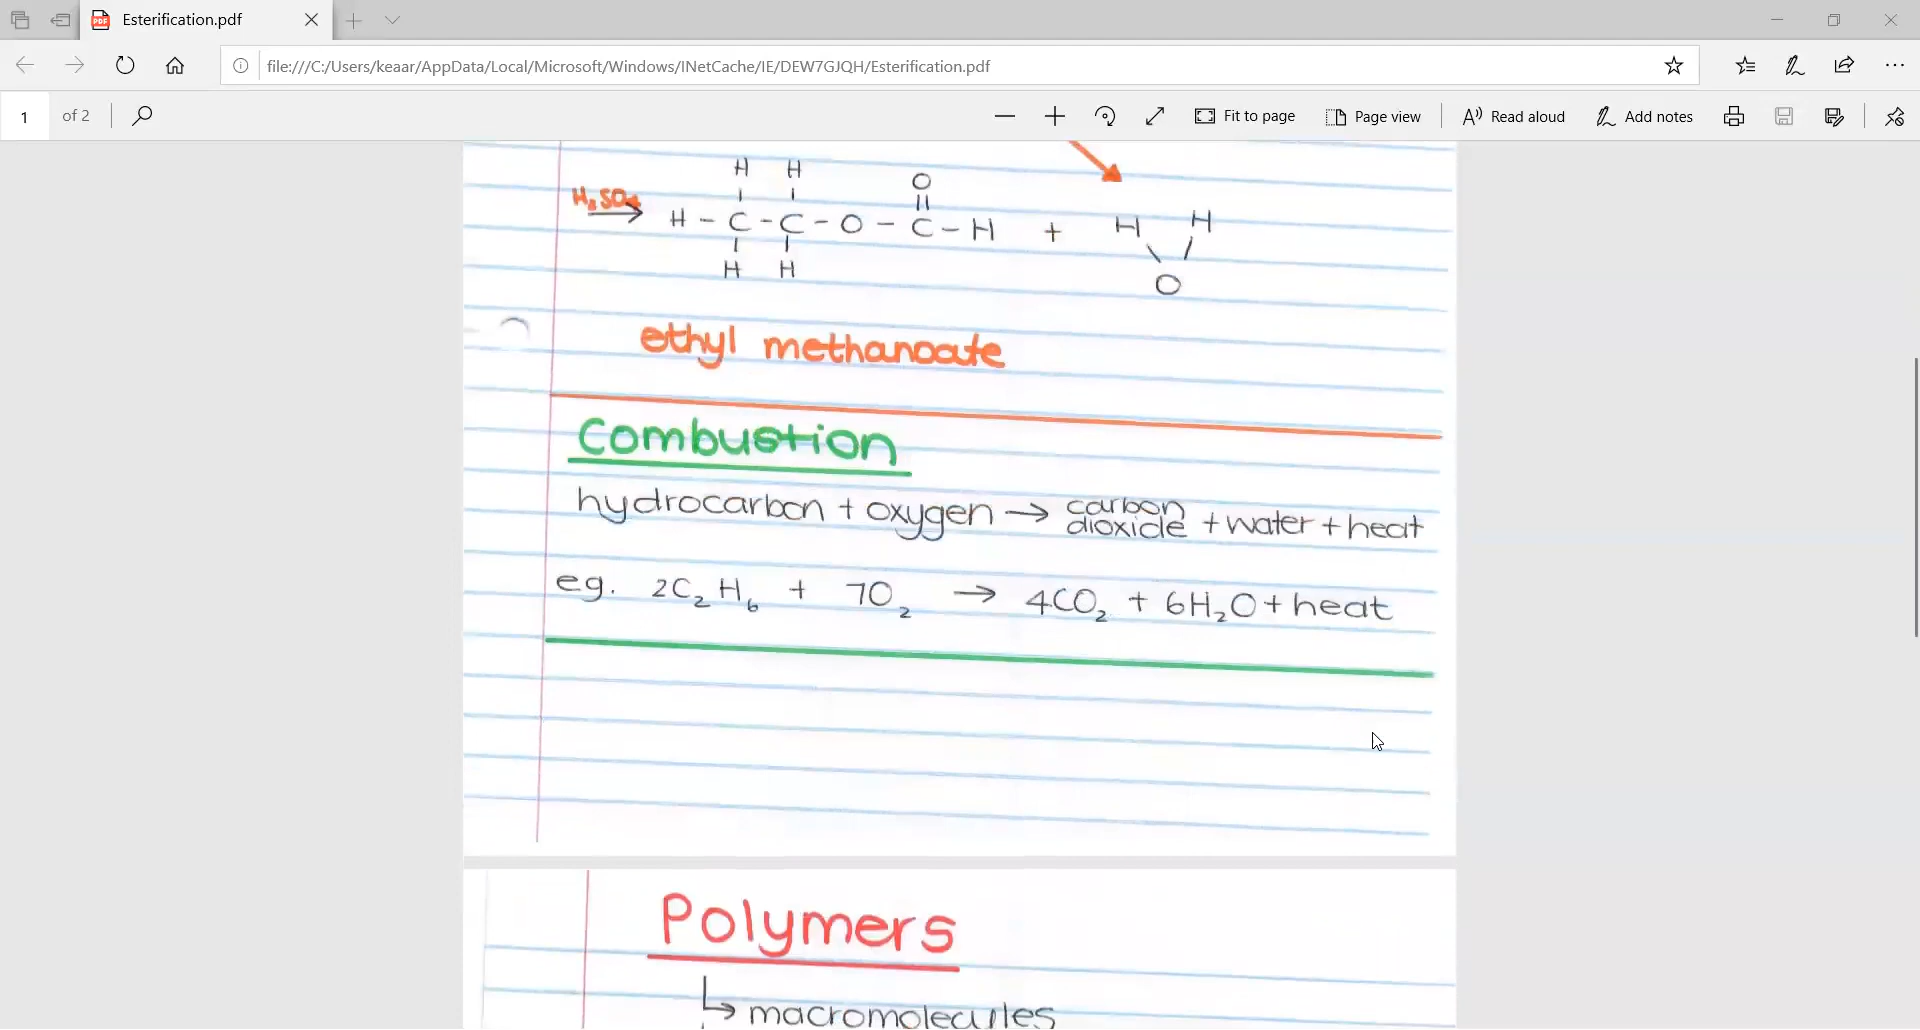 Esterification.pdf
file:///C:/Users/keaar/AppData/Local/Microsoft/Windows/INetCache/IE/DEW7GJQH/Esterification.pdf
1 of 2 Fit to page Page view Read aloud Add notes
H H O
H₂SO₄ → H - C - C - O - C - H + H H
H H O
ethyl methanoate
Combustion
hydrocarbon + oxygen → carbon dioxide + water + heat
eg. 2C₂H₆ + 7O₂ → 4CO₂ + 6H₂O + heat
Polymers
↳ macromolecules